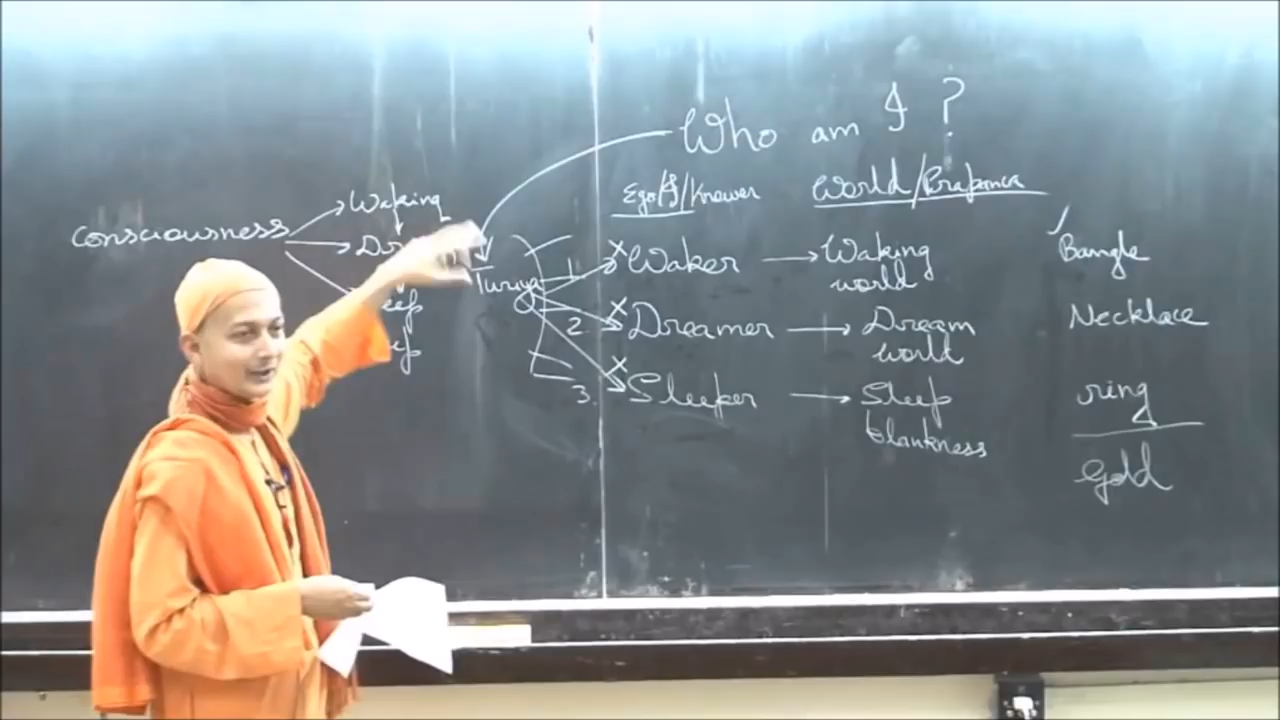 Who am I ?
Consciousness
Waking
Turiya
Ego/I/Knower
World/Prapanca
1
Waker
Waking
world
2.
Dreamer
Dream
world
3.
Sleeper
Sleep
blankness
Bangle
Necklace
ring
Gold